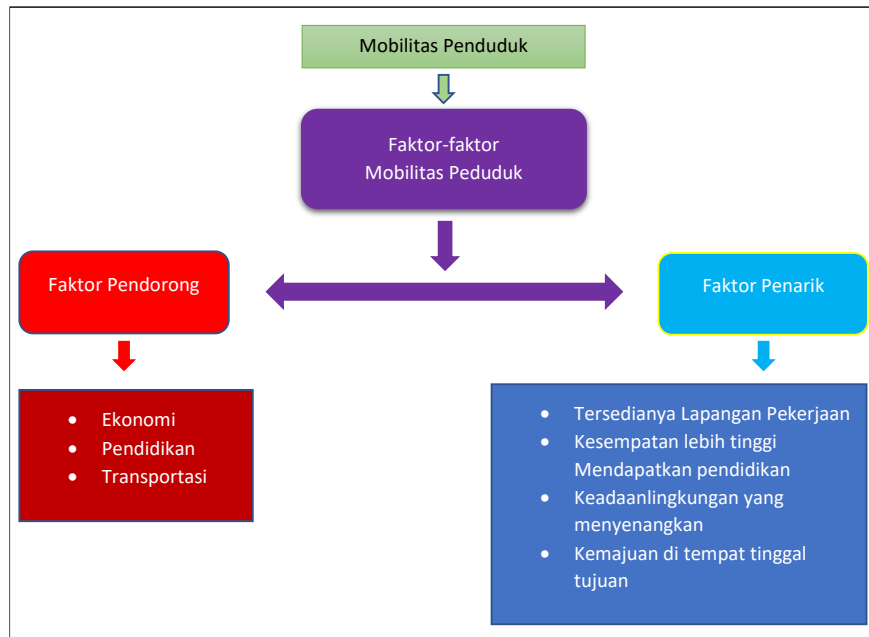 Mobilitas Penduduk
Faktor-faktor
Mobilitas Peduduk
Faktor Pendorong
Faktor Penarik
• Ekonomi
• Pendidikan
• Transportasi
• Tersedianya Lapangan Pekerjaan
• Kesempatan lebih tinggi
Mendapatkan pendidikan
• Keadaanlingkungan yang
menyenangkan
• Kemajuan di tempat tinggal
tujuan